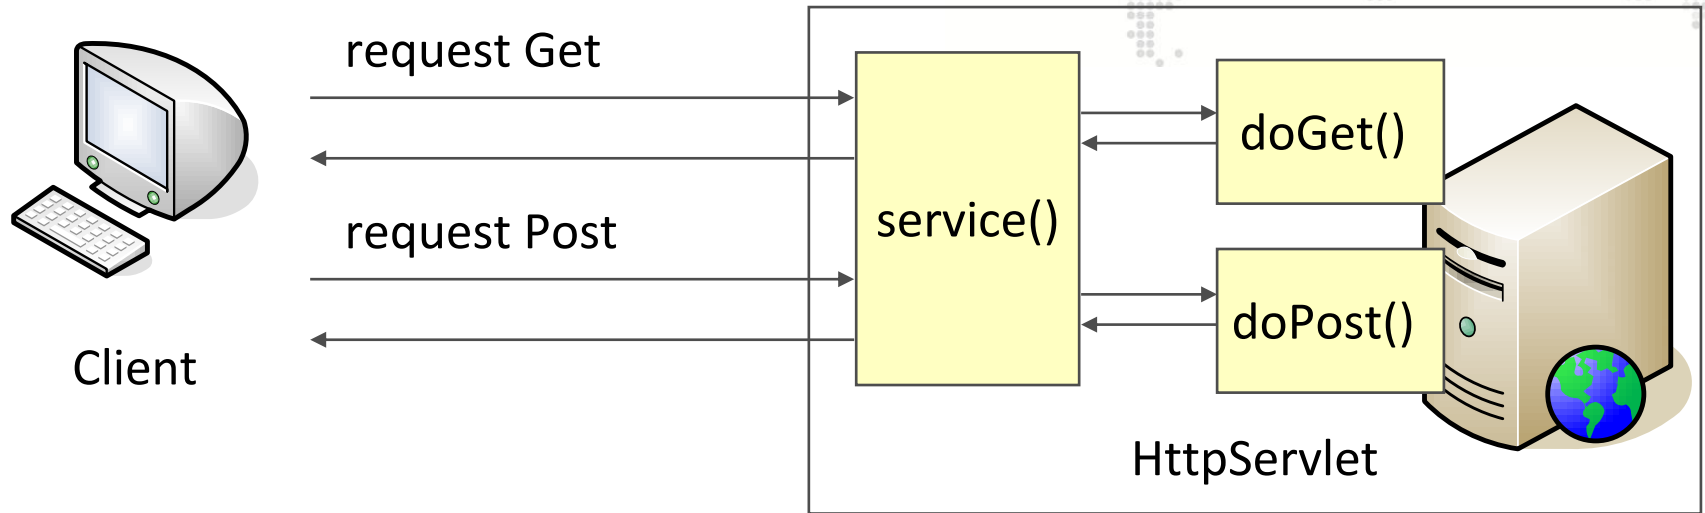 request Get
doGet()
service()
request Post
doPost()
Client
HttpServlet